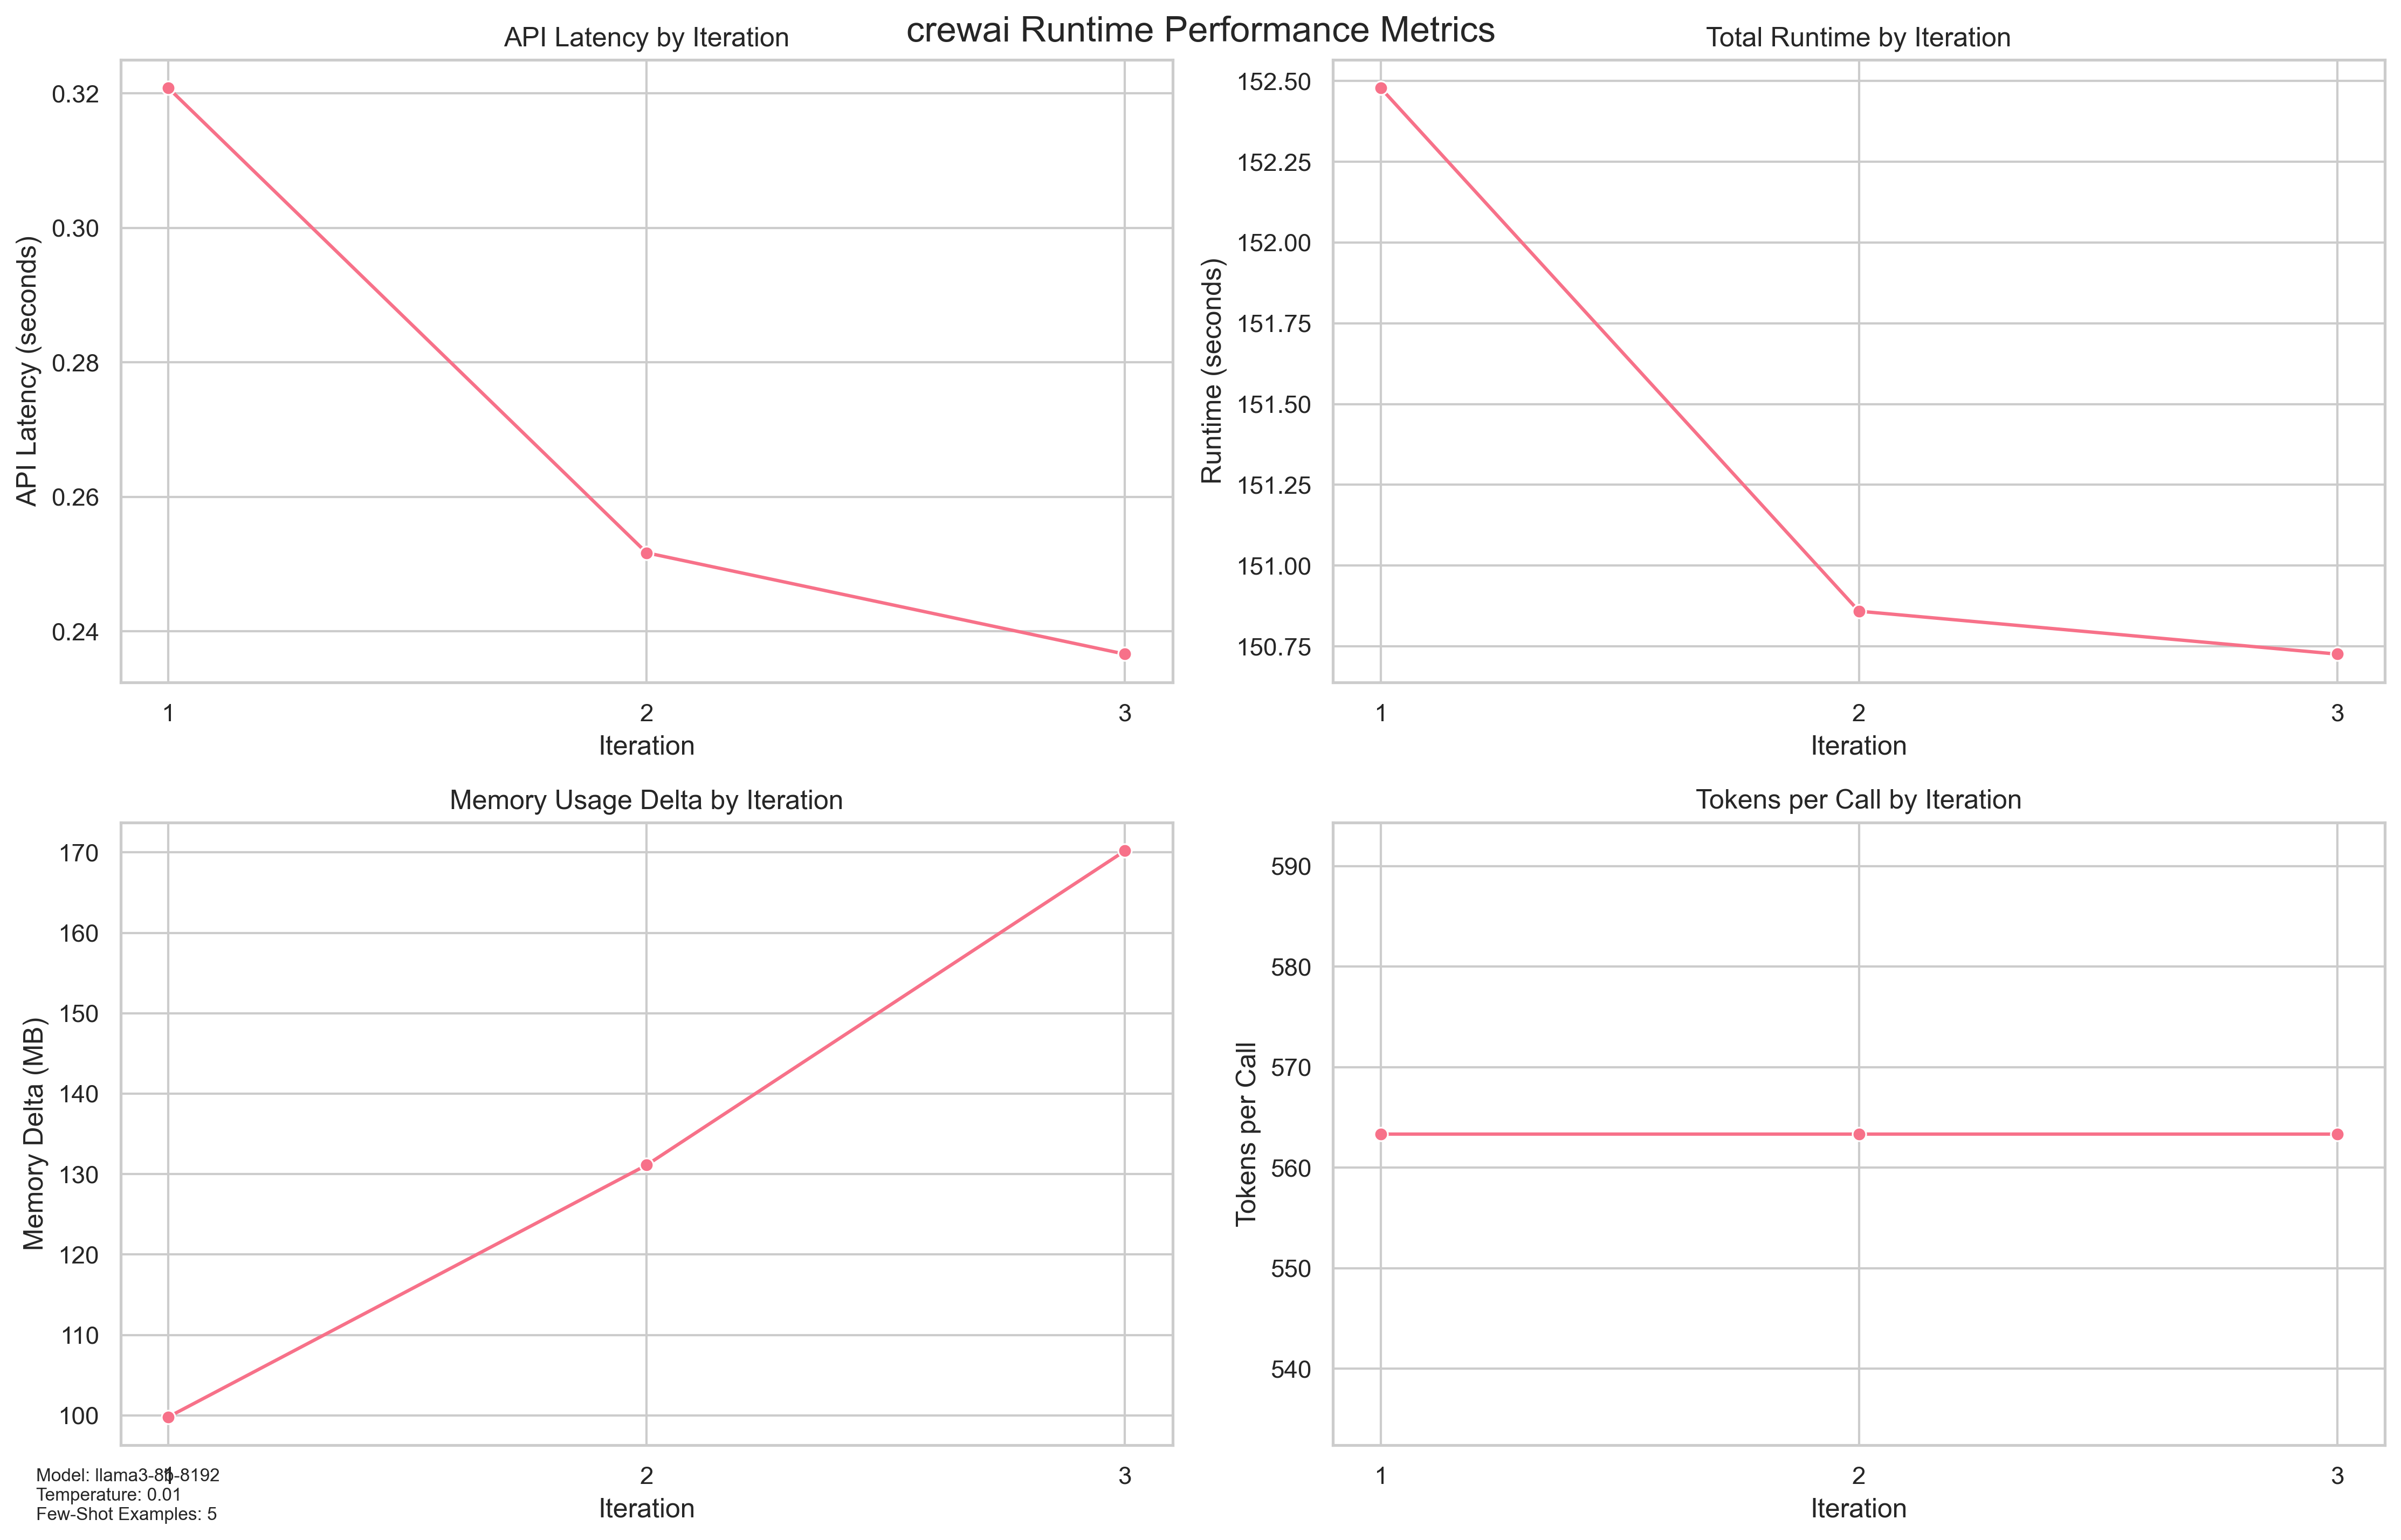 crewai Runtime Performance Metrics
API Latency by Iteration
API Latency (seconds)
0.32
0.30
0.28
0.26
0.24
1 2 3
Iteration
Total Runtime by Iteration
Runtime (seconds)
152.50
152.25
152.00
151.75
151.50
151.25
151.00
150.75
1 2 3
Iteration
Memory Usage Delta by Iteration
Memory Delta (MB)
170
160
150
140
130
120
110
100
1 2 3
Iteration
Tokens per Call by Iteration
Tokens per Call
590
580
570
560
550
540
1 2 3
Iteration
Model: llama3-8b-8192
Temperature: 0.01
Few-Shot Examples: 5